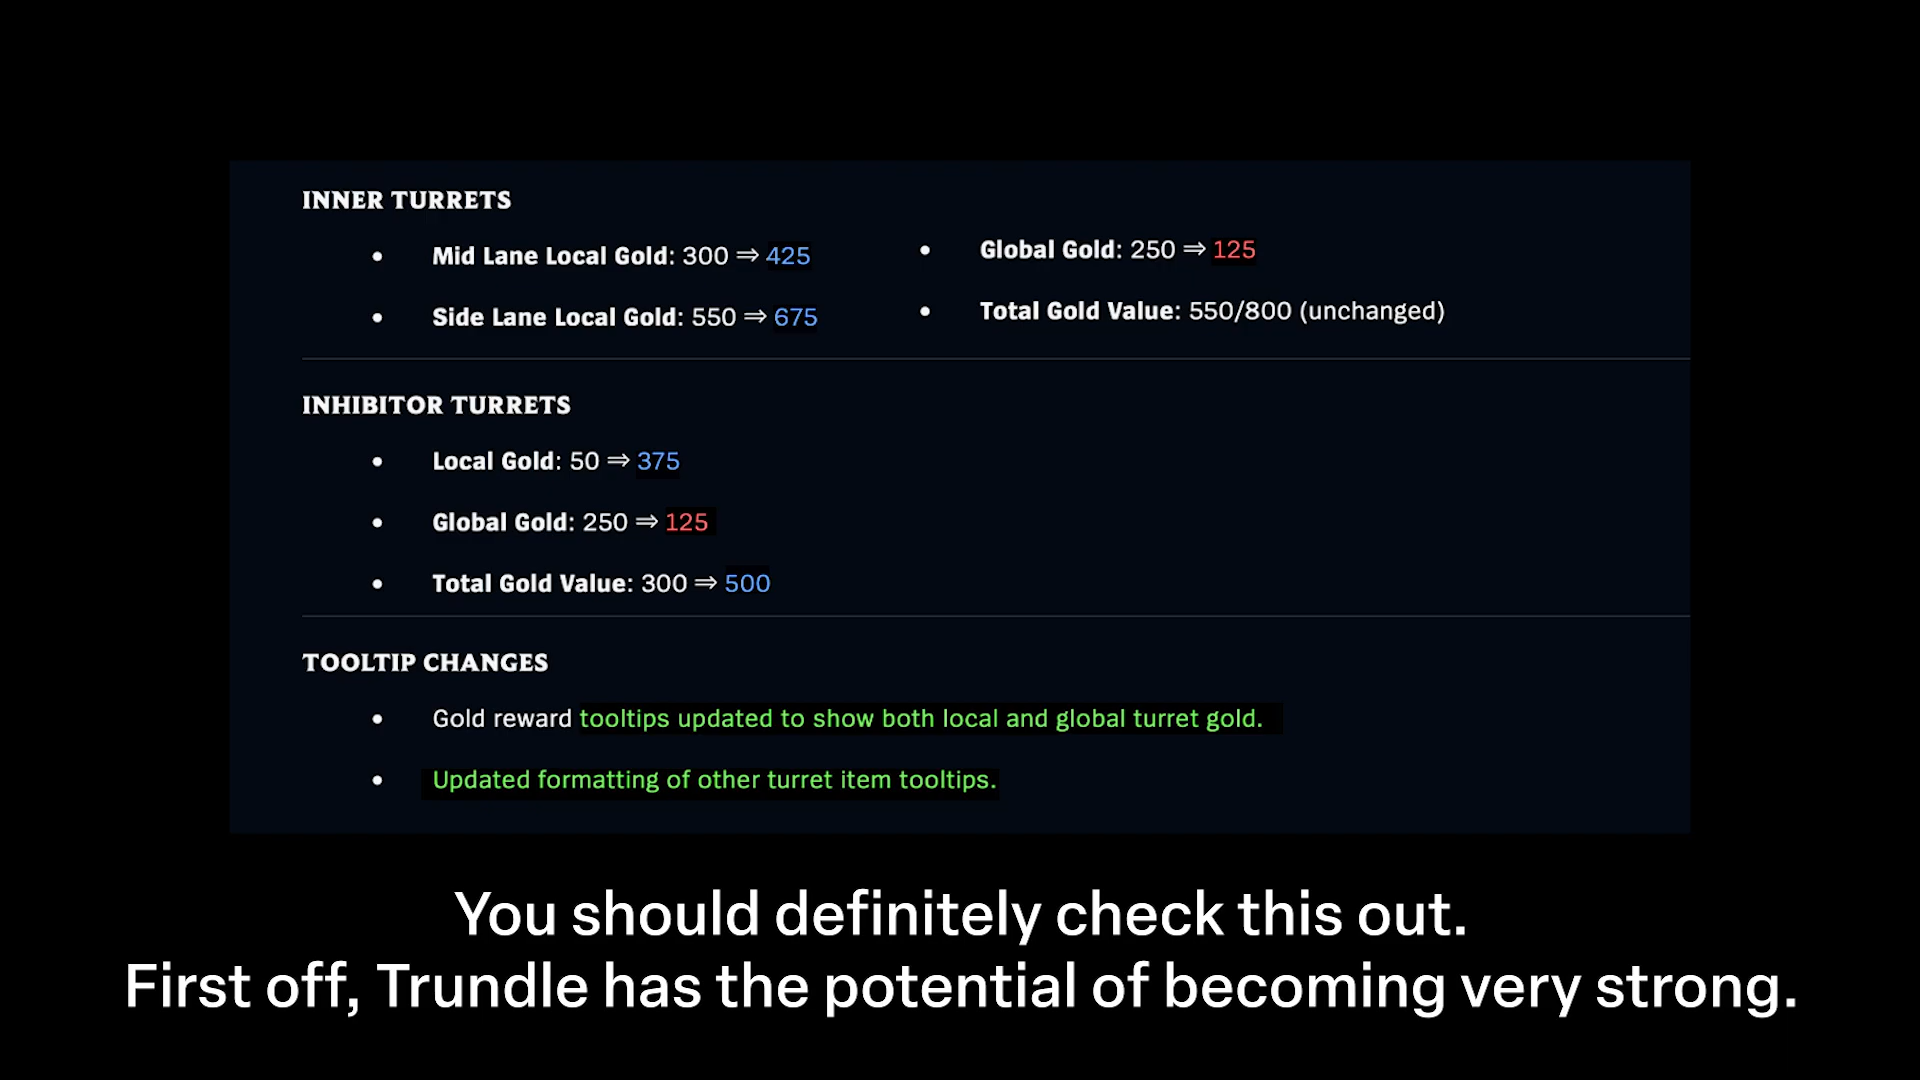 INNER TURRETS
• Mid Lane Local Gold: 300 ⇒ 425
• Side Lane Local Gold: 550 ⇒ 675
• Global Gold: 250 ⇒ 125
• Total Gold Value: 550/800 (unchanged)
INHIBITOR TURRETS
• Local Gold: 50 ⇒ 375
• Global Gold: 250 ⇒ 125
• Total Gold Value: 300 ⇒ 500
TOOLTIP CHANGES
• Gold reward tooltips updated to show both local and global turret gold.
• Updated formatting of other turret item tooltips.
You should definitely check this out.
First off, Trundle has the potential of becoming very strong.